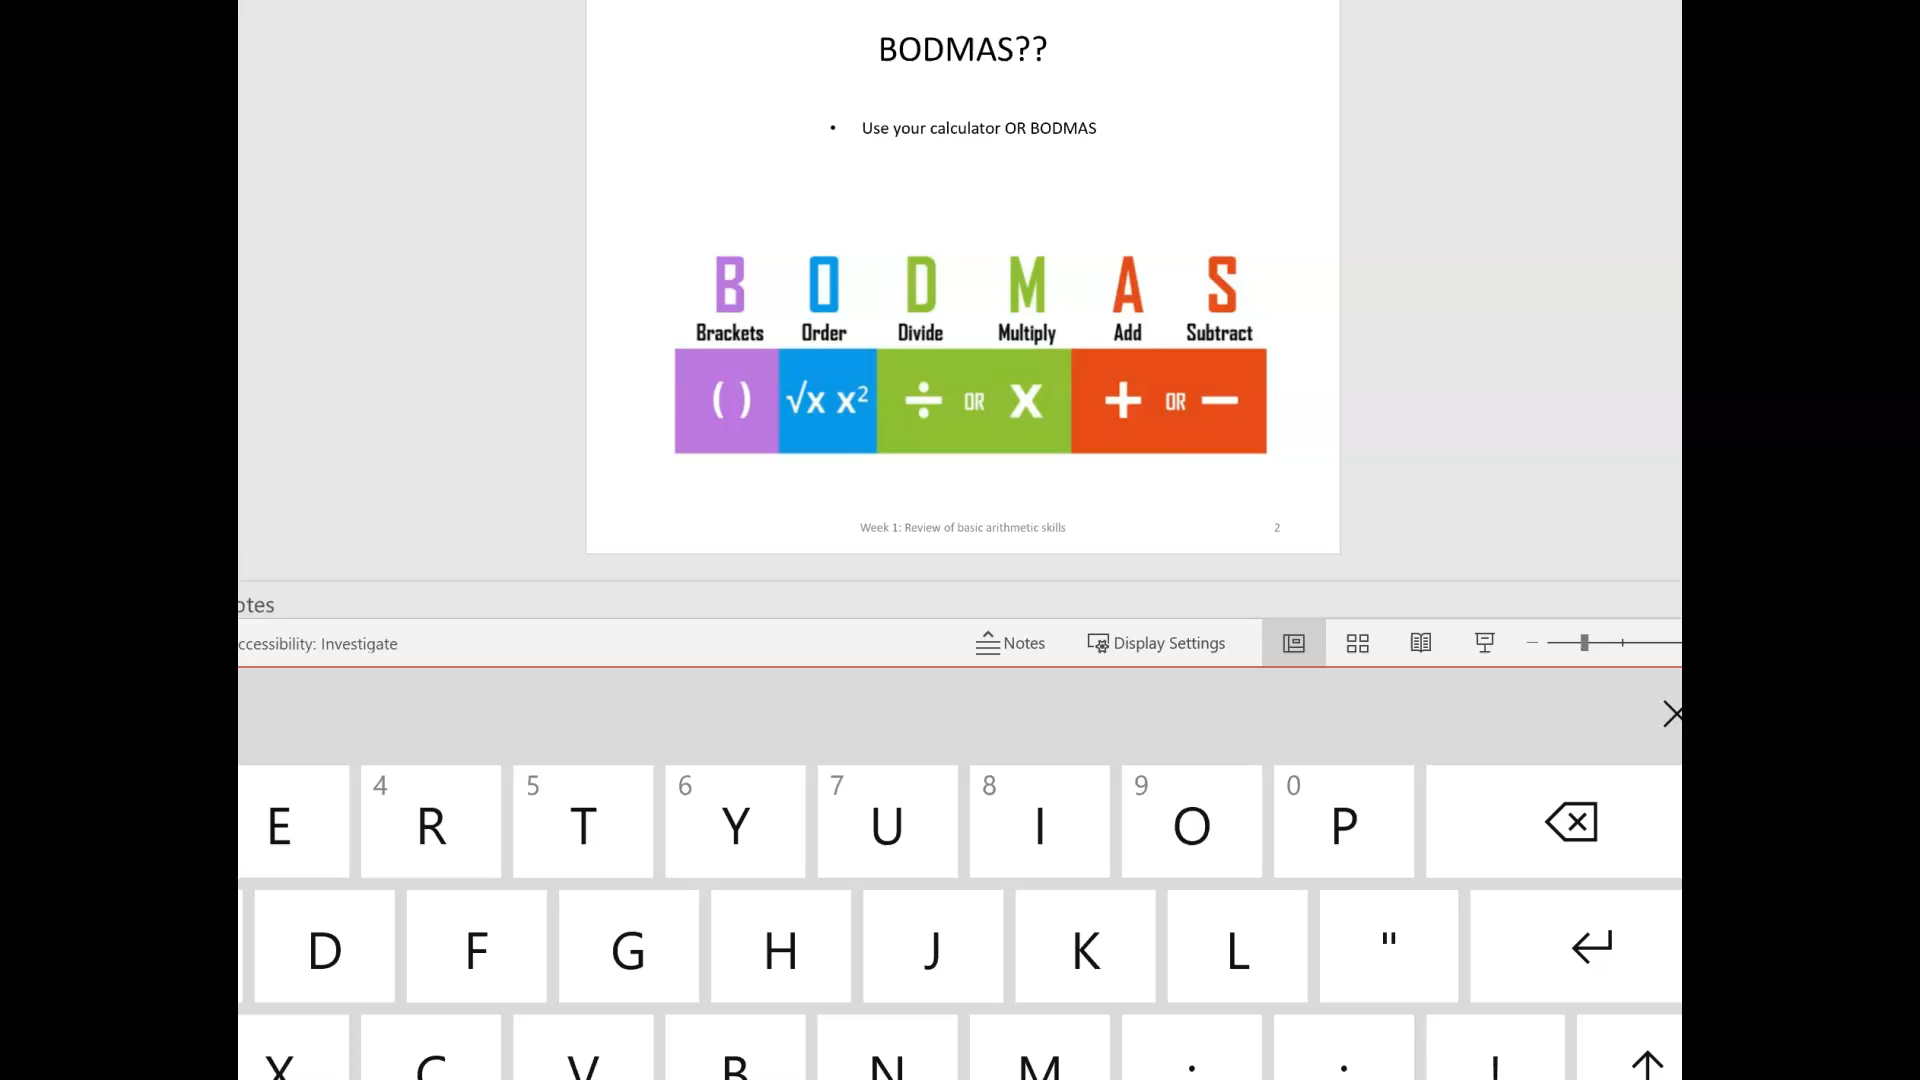 BODMAS??
• Use your calculator OR BODMAS
B O D M A S
Brackets Order Divide Multiply Add Subtract
( ) √x x² ÷ OR X + OR −
Week 1: Review of basic arithmetic skills 2
otes
ccessibility: Investigate Notes Display Settings
E 4 R 5 T 6 Y 7 U 8 I 9 O 0 P
D F G H J K L "
X C V B N M